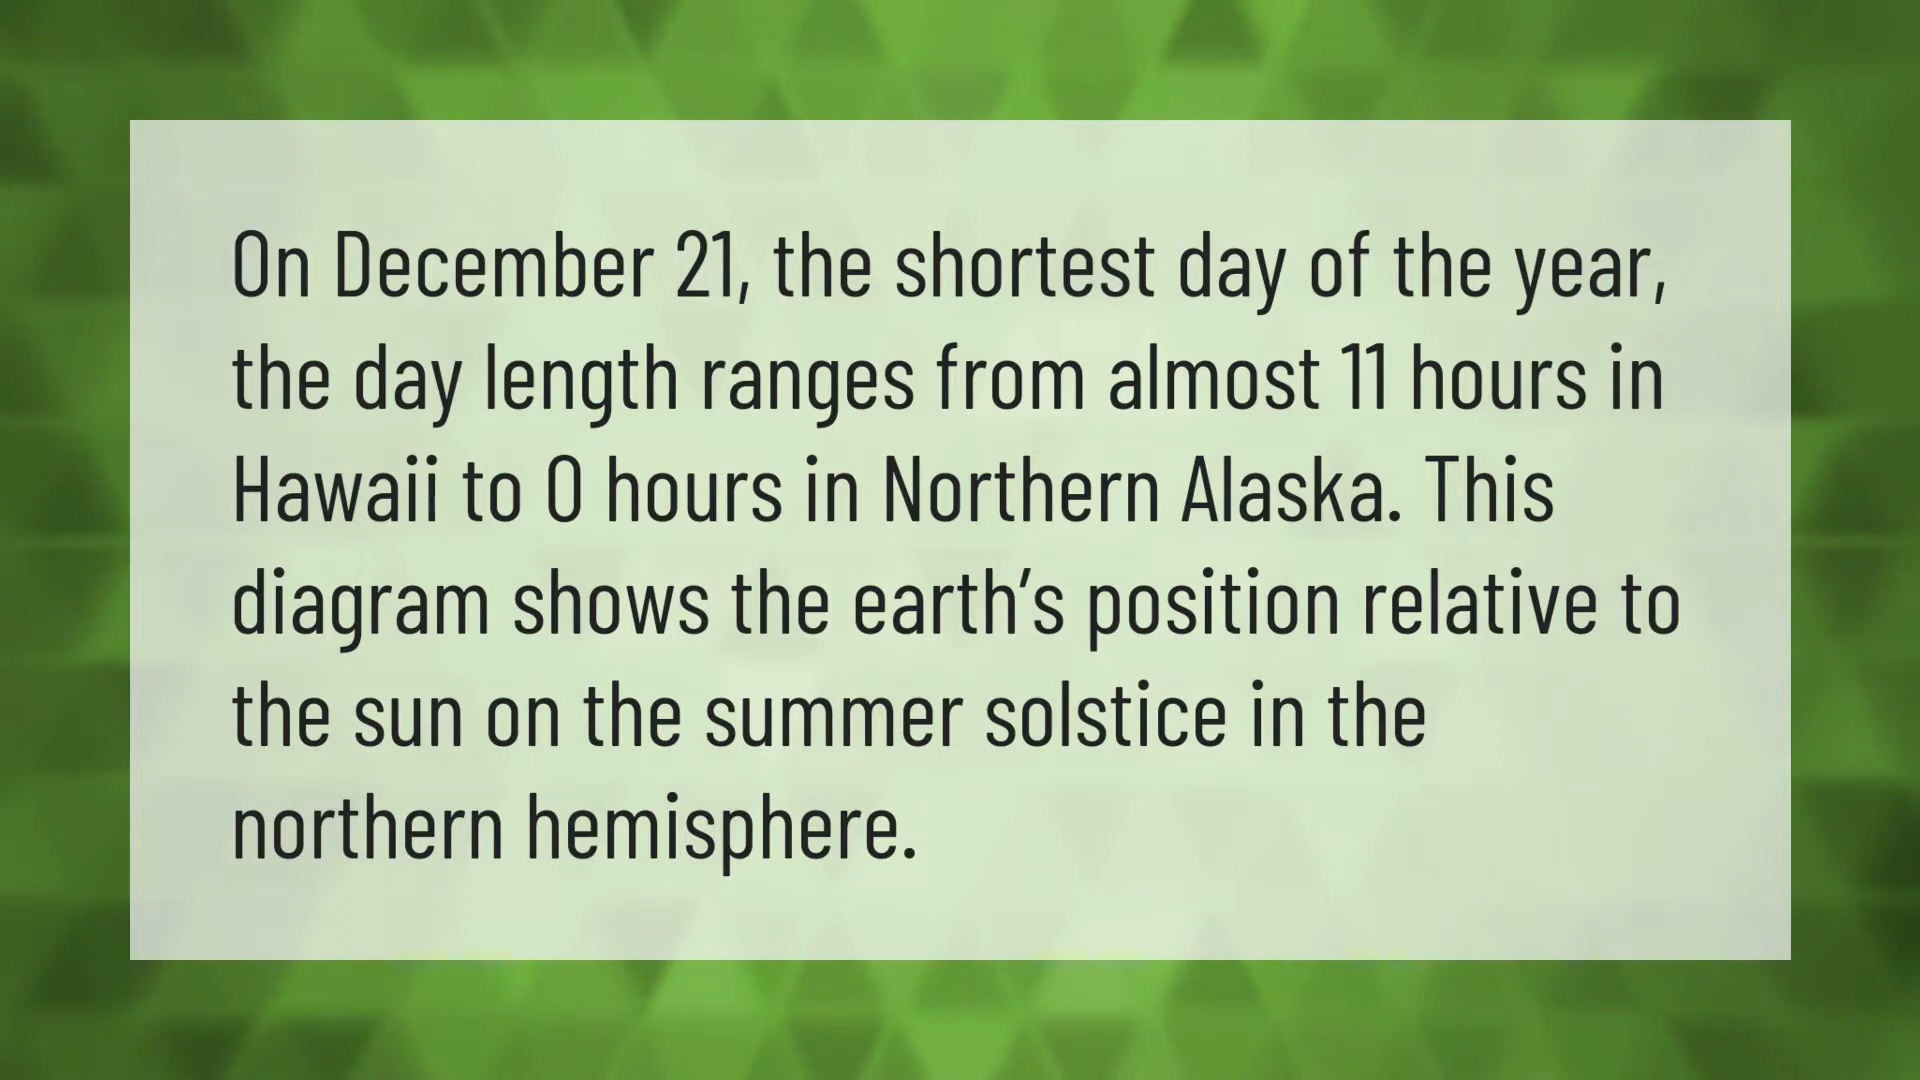 On December 21, the shortest day of the year,
the day length ranges from almost 11 hours in
Hawaii to 0 hours in Northern Alaska. This
diagram shows the earth’s position relative to
the sun on the summer solstice in the
northern hemisphere.